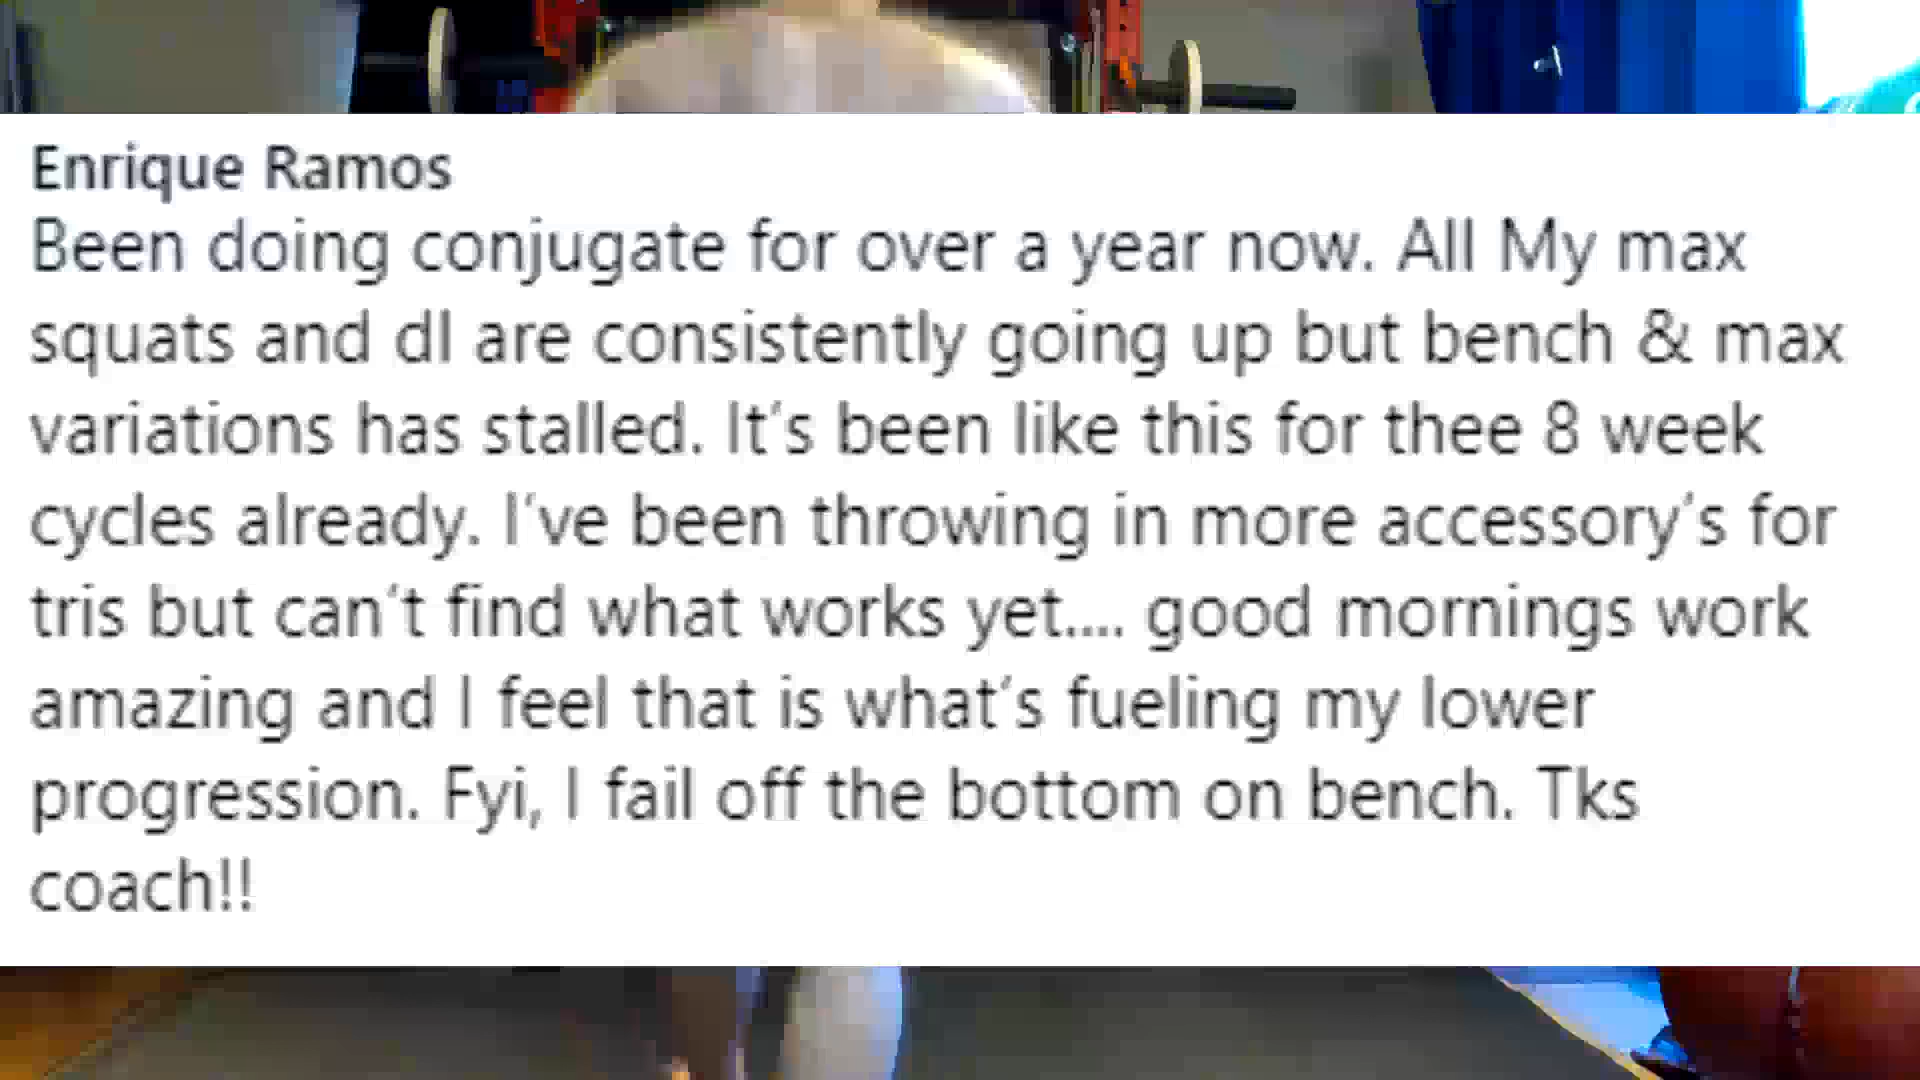 Enrique Ramos
Been doing conjugate for over a year now. All My max
squats and dl are consistently going up but bench & max
variations has stalled. It's been like this for thee 8 week
cycles already. I've been throwing in more accessory's for
tris but can't find what works yet.... good mornings work
amazing and I feel that is what's fueling my lower
progression. Fyi, I fail off the bottom on bench. Tks
coach!!